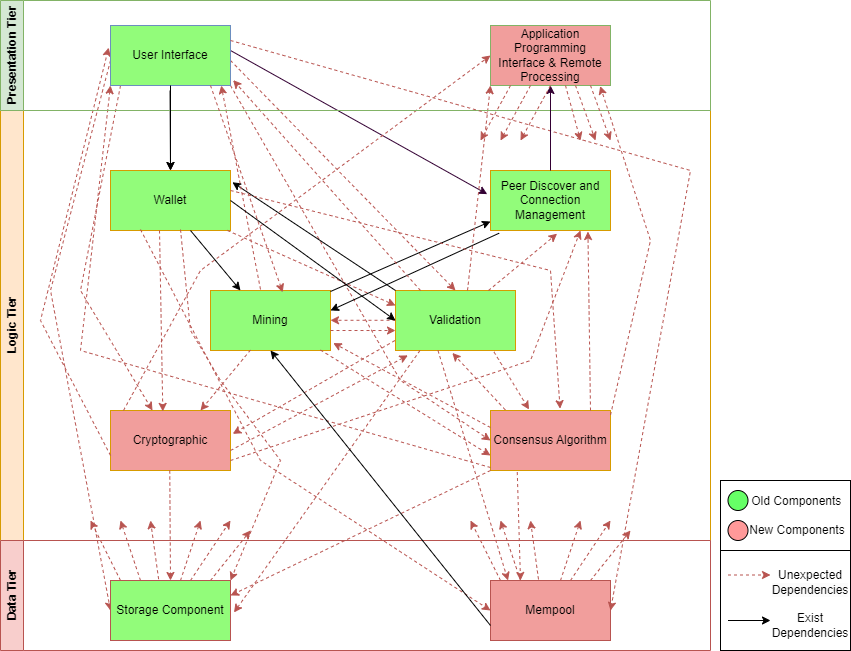 Presentation Tier
User Interface
Application
Programming
Interface & Remote
Processing
Logic Tier
Wallet
Peer Discover and
Connection
Management
Mining
Validation
Cryptographic
Consensus Algorithm
Data Tier
Storage Component
Mempool
Old Components
New Components
Unexpected
Dependencies
Exist
Dependencies